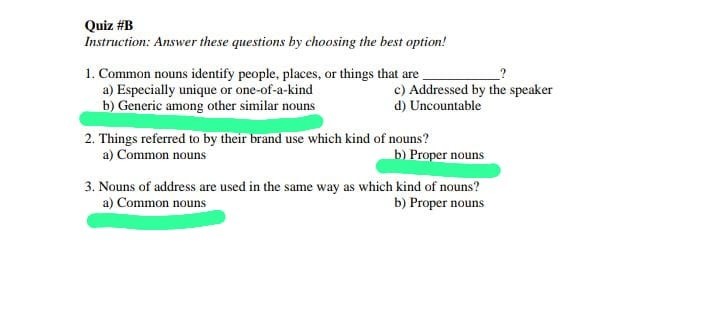 Quiz #B
Instruction: Answer these questions by choosing the best option!
1. Common nouns identify people, places, or things that are ____________?
a) Especially unique or one-of-a-kind c) Addressed by the speaker
b) Generic among other similar nouns d) Uncountable
2. Things referred to by their brand use which kind of nouns?
a) Common nouns b) Proper nouns
3. Nouns of address are used in the same way as which kind of nouns?
a) Common nouns b) Proper nouns